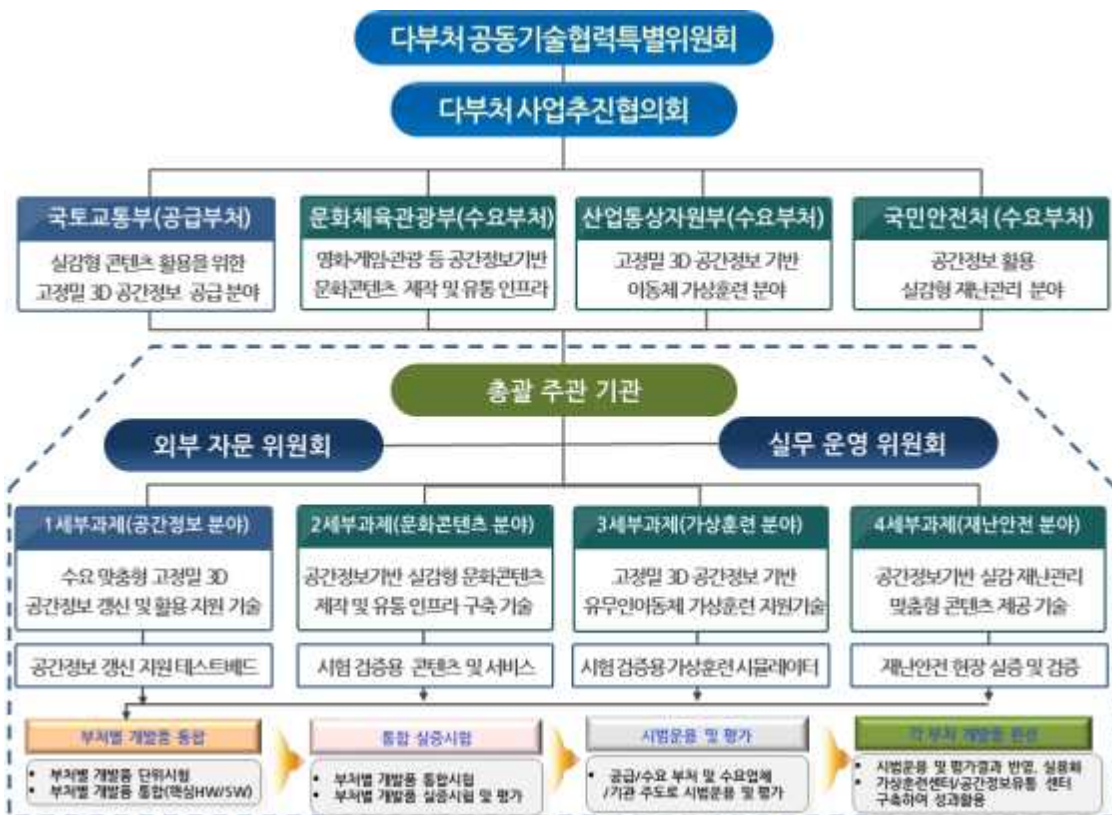 다부처 공동기술협력특별위원회
다부처 사업추진협의회
국토교통부(공급부처)
실감형 콘텐츠 활용을 위한
고정밀 3D 공간정보 공급 분야
문화체육관광부(수요부처)
영화·게임·관광 등 공간정보기반
문화콘텐츠 제작 및 유통 인프라
산업통상자원부(수요부처)
고정밀 3D 공간정보 기반
이동체 가상훈련 분야
국민안전처 (수요부처)
공간정보 활용
실감형 재난관리 분야
총괄 주관 기관
외부 자문 위원회
실무 운영 위원회
1세부과제(공간정보 분야)
수요 맞춤형 고정밀 3D
공간정보 갱신 및 활용 지원 기술
공간정보 갱신 지원 테스트베드
2세부과제(문화콘텐츠 분야)
공간정보기반 실감형 문화콘텐츠
제작 및 유통 인프라 구축 기술
시험 검증용 콘텐츠 및 서비스
3세부과제(가상훈련 분야)
고정밀 3D 공간정보 기반
유무인이동체 가상훈련 지원기술
시험 검증용 가상훈련 시뮬레이터
4세부과제(재난안전 분야)
공간정보기반 실감 재난관리
맞춤형 콘텐츠 제공 기술
재난안전 현장 실증 및 검증
부처별 개발품 통합
• 부처별 개발품 단위시험
• 부처별 개발품 통합(핵심HW/SW)
통합 실증시험
• 부처별 개발품 통합시험
• 부처별 개발품 실증시험 및 평가
시범운용 및 평가
• 공급/수요 부처 및 수요업체
/기관 주도로 시범운용 및 평가
각 부처 개발품 완성
• 시범운용 및 평가결과 반영, 실용화
• 가상훈련센터/공간정보유통 센터
구축하여 성과활용